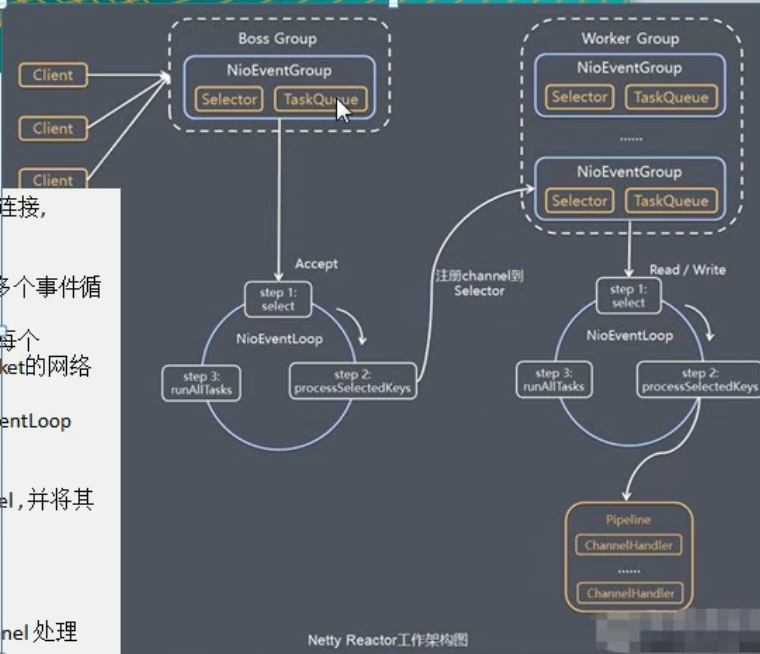 Boss Group
NioEventGroup
Selector
TaskQueue
Client
Client
Client
Worker Group
NioEventGroup
Selector
TaskQueue
......
NioEventGroup
Selector
TaskQueue
连接,
多个事件循
每个
ket的网络
entLoop
el , 并将其
nel 处理
Accept
step 1:
select
NioEventLoop
step 2:
processSelectedKeys
step 3:
runAllTasks
注册channel到
Selector
Read / Write
step 1:
select
NioEventLoop
step 2:
processSelectedKeys
step 3:
runAllTasks
Pipeline
ChannelHandler
......
ChannelHandler
Netty Reactor工作架构图